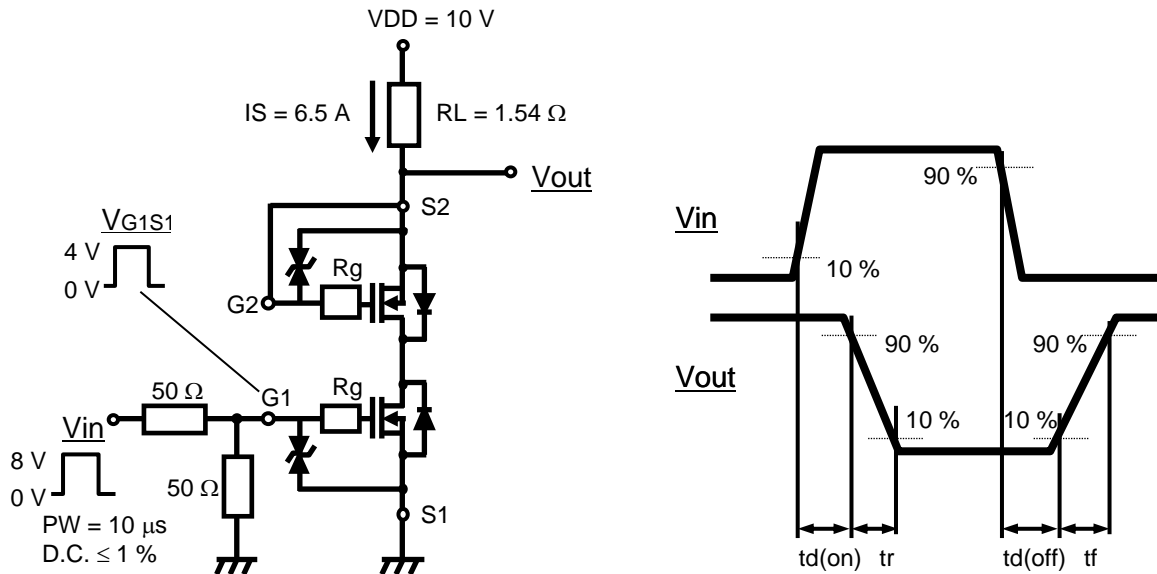 VDD = 10 V
IS = 6.5 A
RL = 1.54 Ω
Vout
S2
VG1S1
4 V
0 V
Rg
G2
50 Ω
G1
Rg
Vin
8 V
0 V
50 Ω
S1
PW = 10 μs
D.C. ≤ 1 %
Vin
90 %
10 %
Vout
90 %
90 %
10 %
10 %
td(on)
tr
td(off)
tf